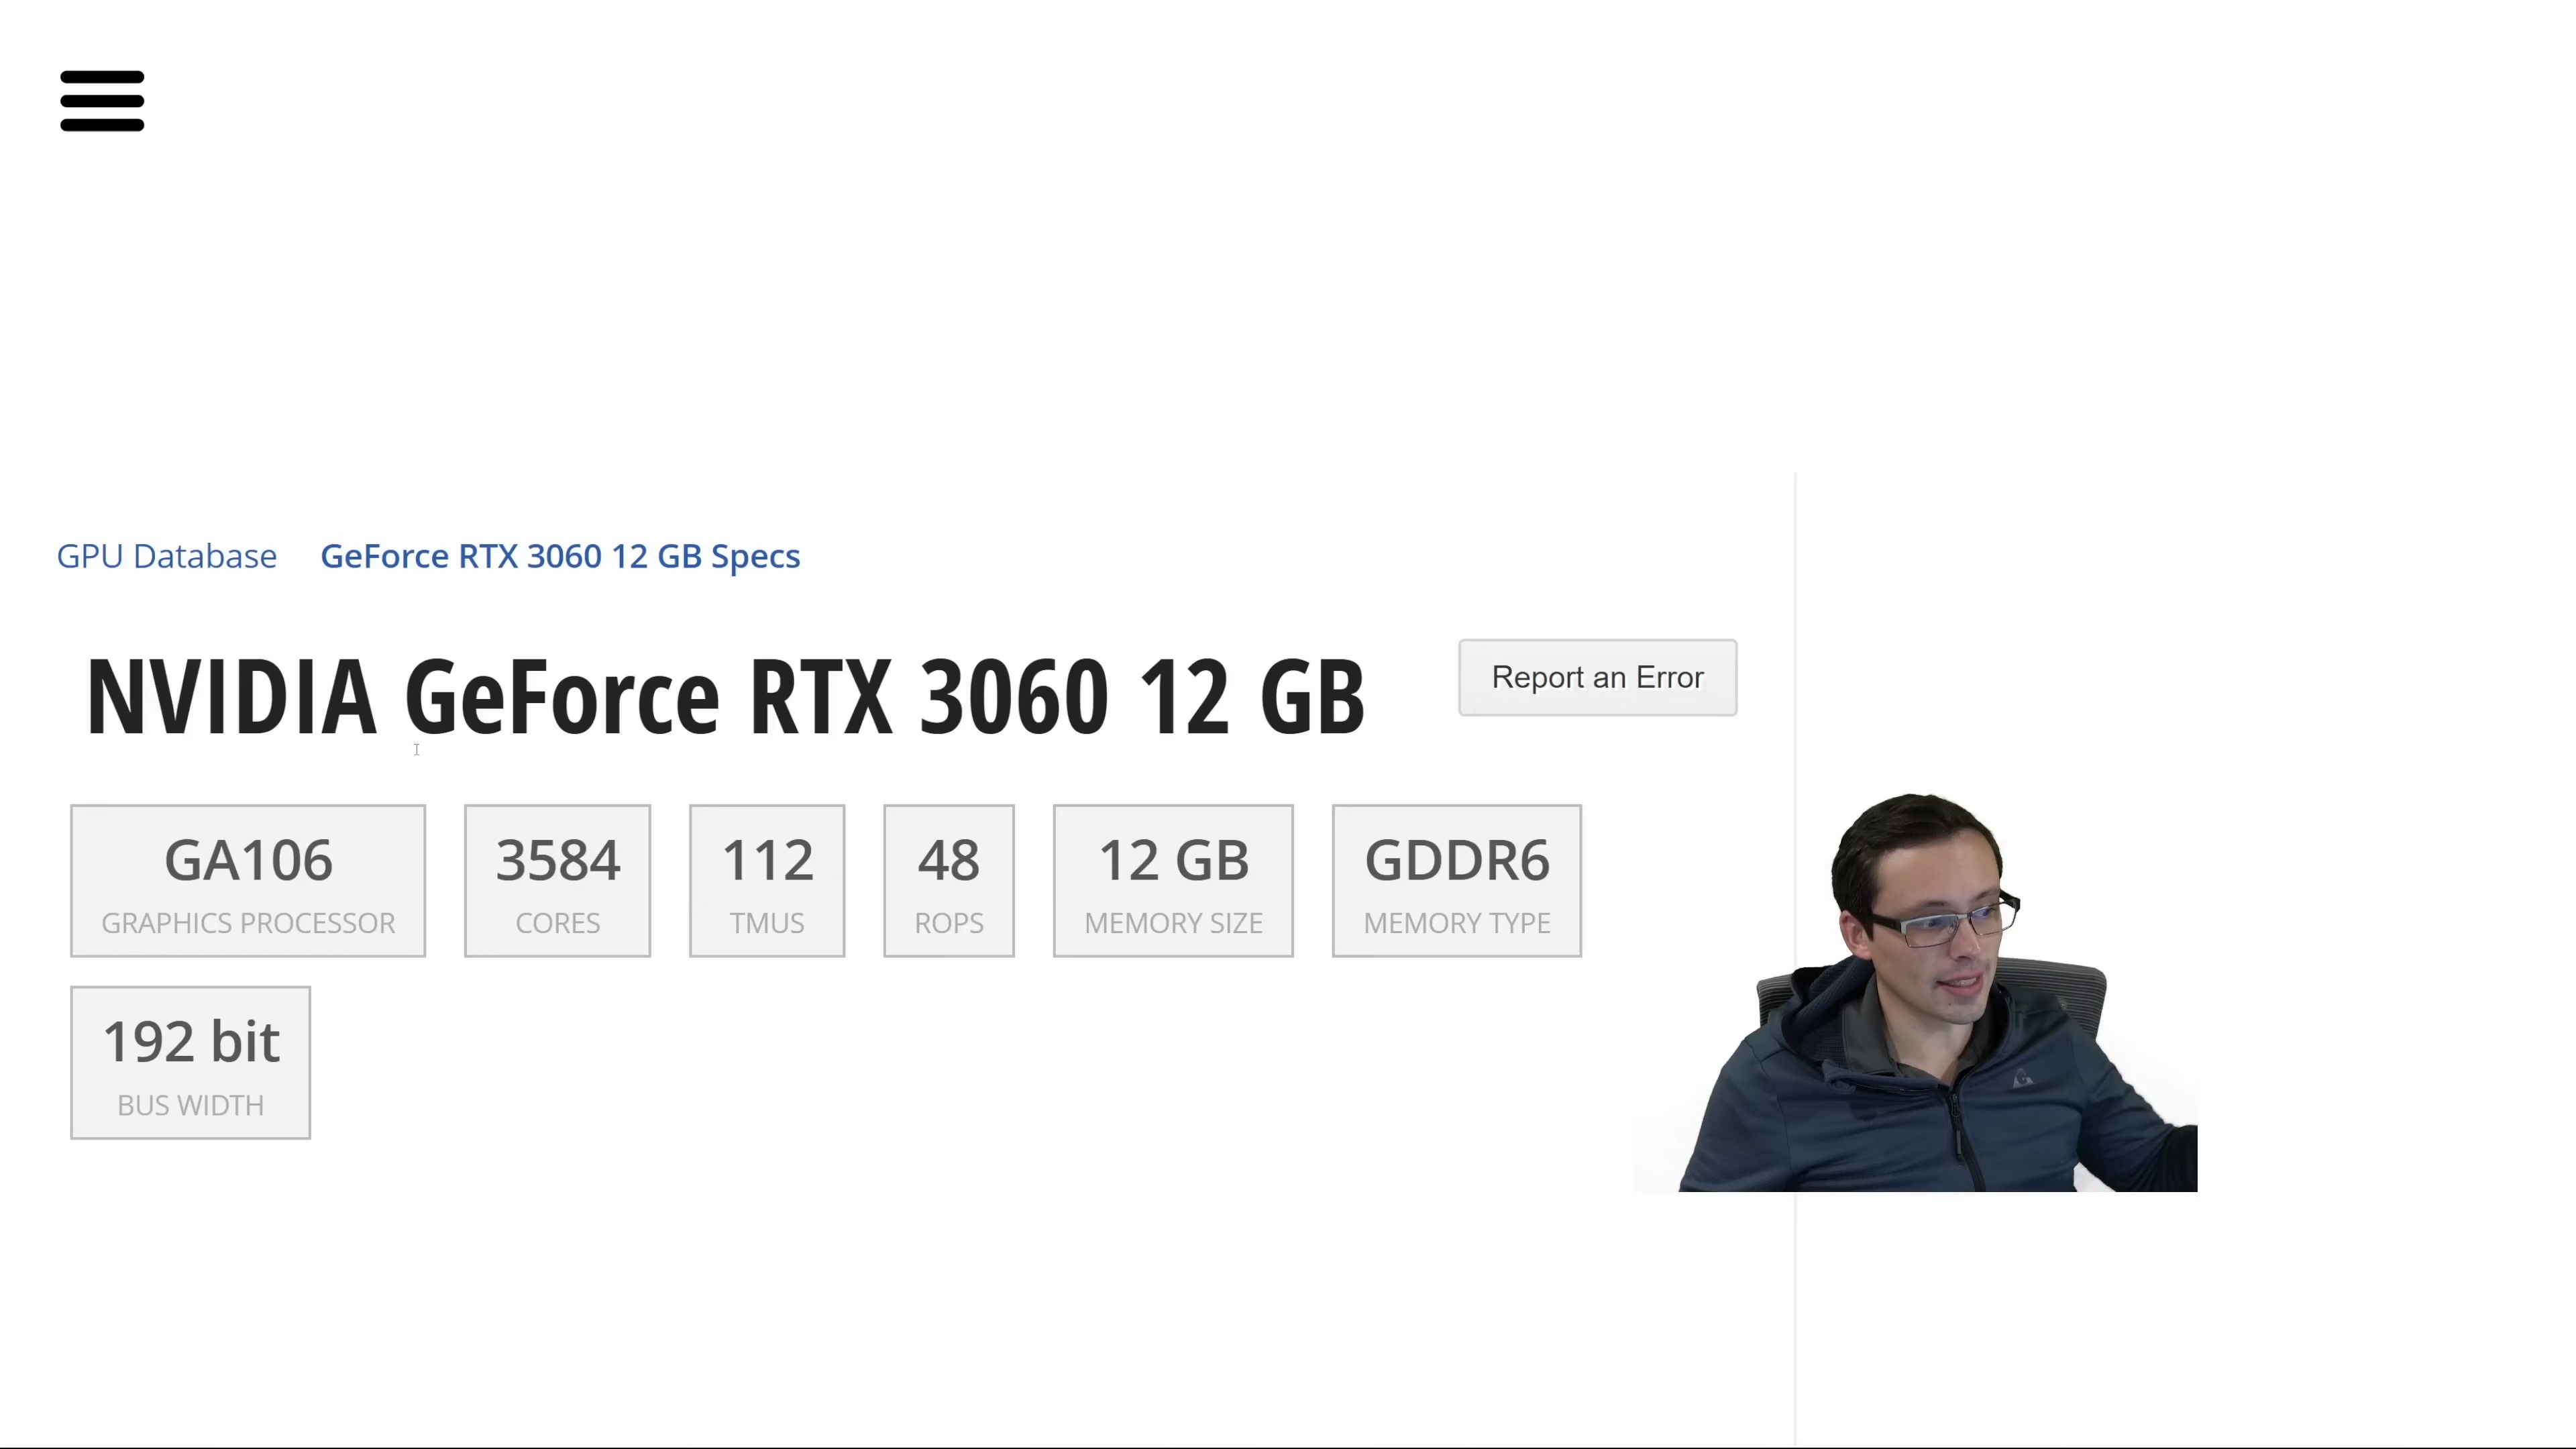 GPU Database GeForce RTX 3060 12 GB Specs
NVIDIA GeForce RTX 3060 12 GB
Report an Error
GA106
GRAPHICS PROCESSOR
3584
CORES
112
TMUS
48
ROPS
12 GB
MEMORY SIZE
GDDR6
MEMORY TYPE
192 bit
BUS WIDTH